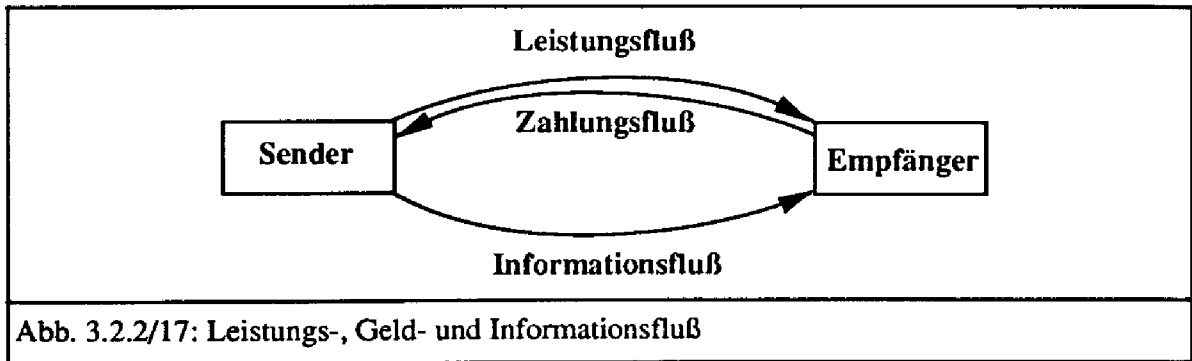 Leistungsfluß
Zahlungsfluß
Sender
Empfänger
Informationsfluß
Abb. 3.2.2/17: Leistungs-, Geld- und Informationsfluß